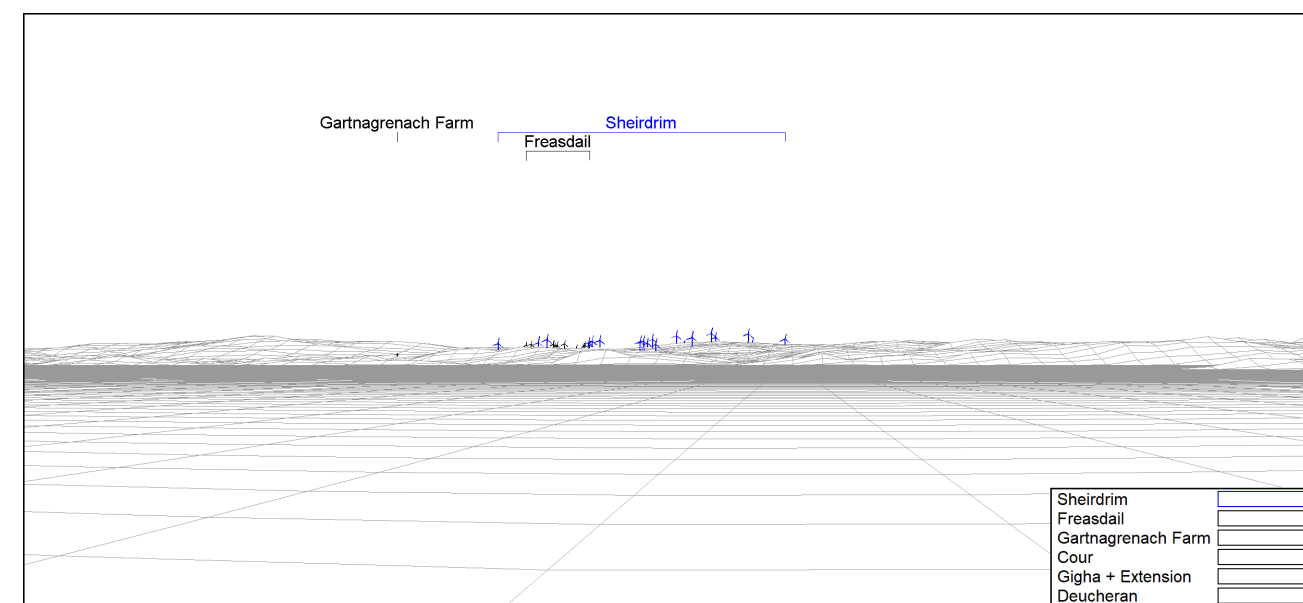 Gartnagrenach Farm
Sheirdrim
Freasdail
Sheirdrim
Freasdail
Gartnagrenach Farm
Cour
Gigha + Extension
Deucheran